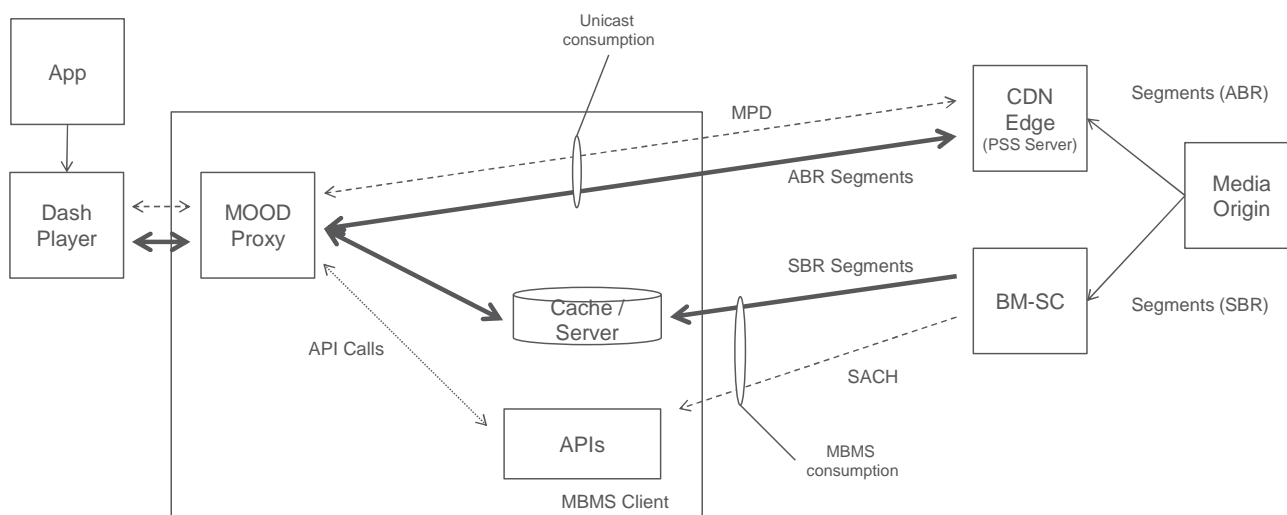 Unicast
consumption
App
CDN
Edge
(PSS Server)
Segments (ABR)
MPD
Dash
Player
MOOD
Proxy
ABR Segments
Media
Origin
SBR Segments
BM-SC
Segments (SBR)
Cache /
Server
API Calls
SACH
APIs
MBMS
consumption
MBMS Client